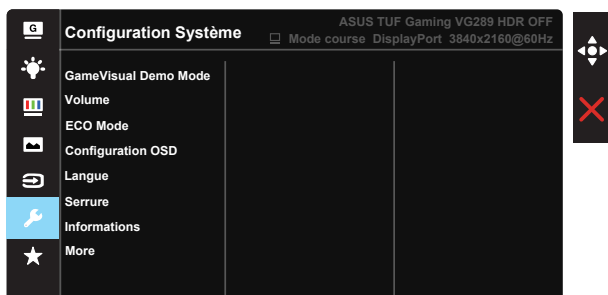 G
Configuration Système
ASUS TUF Gaming VG289 HDR OFF
Mode course DisplayPort 3840x2160@60Hz
GameVisual Demo Mode
Volume
ECO Mode
Configuration OSD
Langue
Serrure
Informations
More